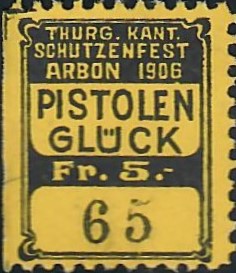 THURG. KANT.
SCHUTZENFEST
ARBON 1906
PISTOLEN
GLÜCK
Fr. 5.-
65